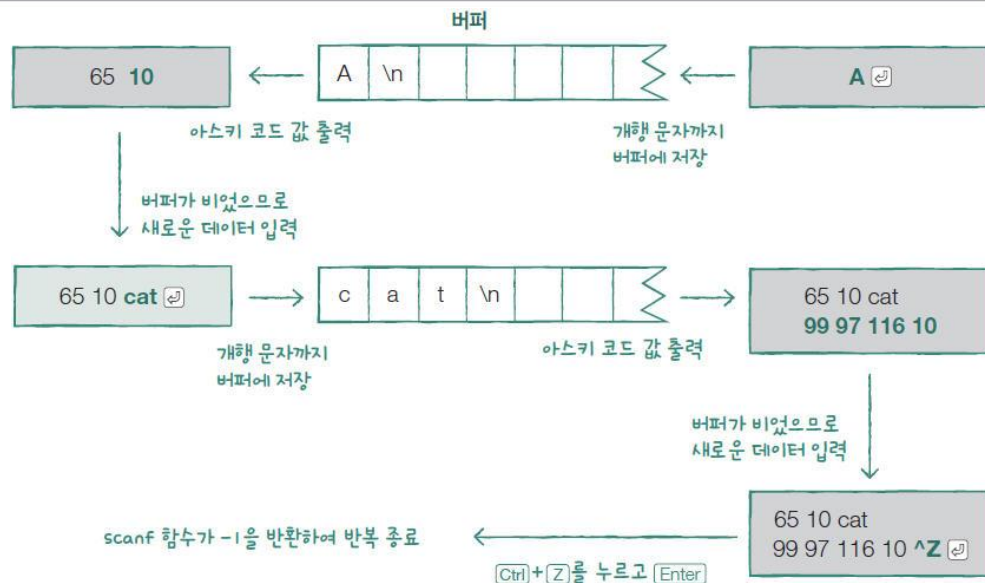 버퍼
65 10
A \n
A
아스키 코드 값 출력
개행 문자까지
버퍼에 저장
버퍼가 비었으므로
새로운 데이터 입력
65 10 cat
c a t \n
65 10 cat
99 97 116 10
개행 문자까지
버퍼에 저장
아스키 코드 값 출력
버퍼가 비었으므로
새로운 데이터 입력
65 10 cat
99 97 116 10 ^Z
scanf 함수가 -1을 반환하여 반복 종료
Ctrl + Z를 누르고 Enter